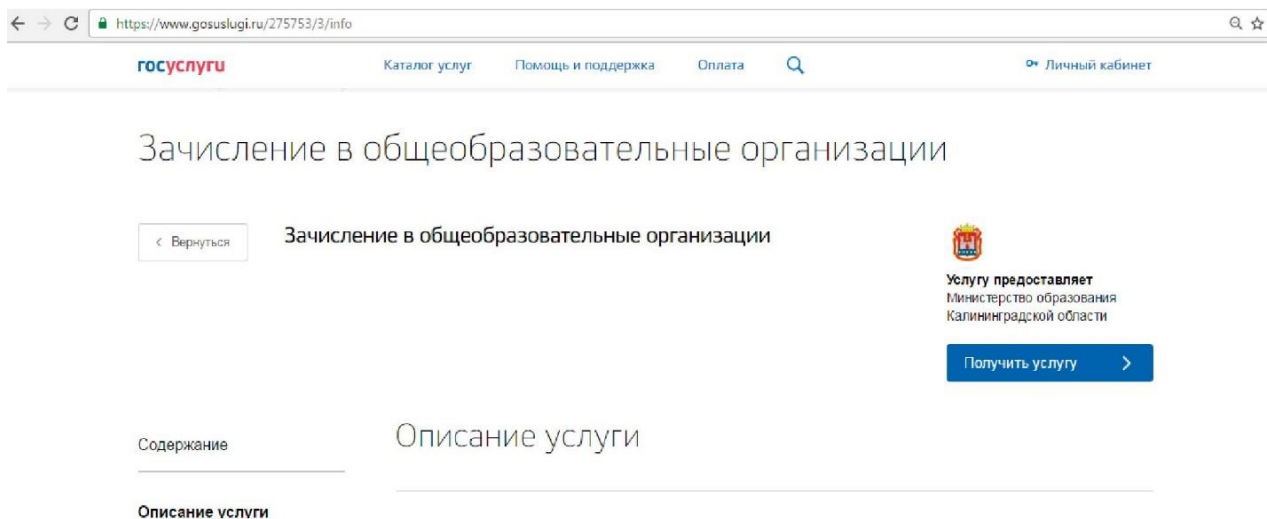 https://www.gosuslugi.ru/275753/3/info
госуслуги Каталог услуг Помощь и поддержка Оплата Личный кабинет
Зачисление в общеобразовательные организации
Вернуться
Зачисление в общеобразовательные организации
Услугу предоставляет
Министерство образования
Калининградской области
Получить услугу
Содержание
Описание услуги
Описание услуги